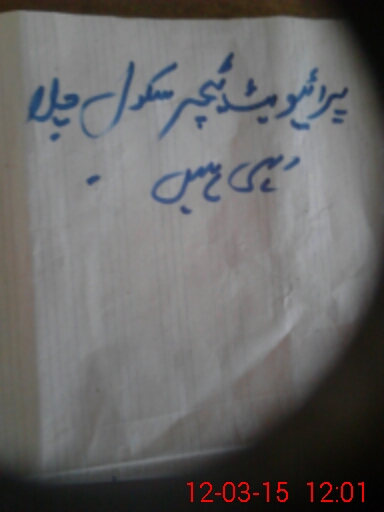 پرائیویٹ ٹیچر سکول چلا
رہی ہیں ۔
12-03-15 12:01